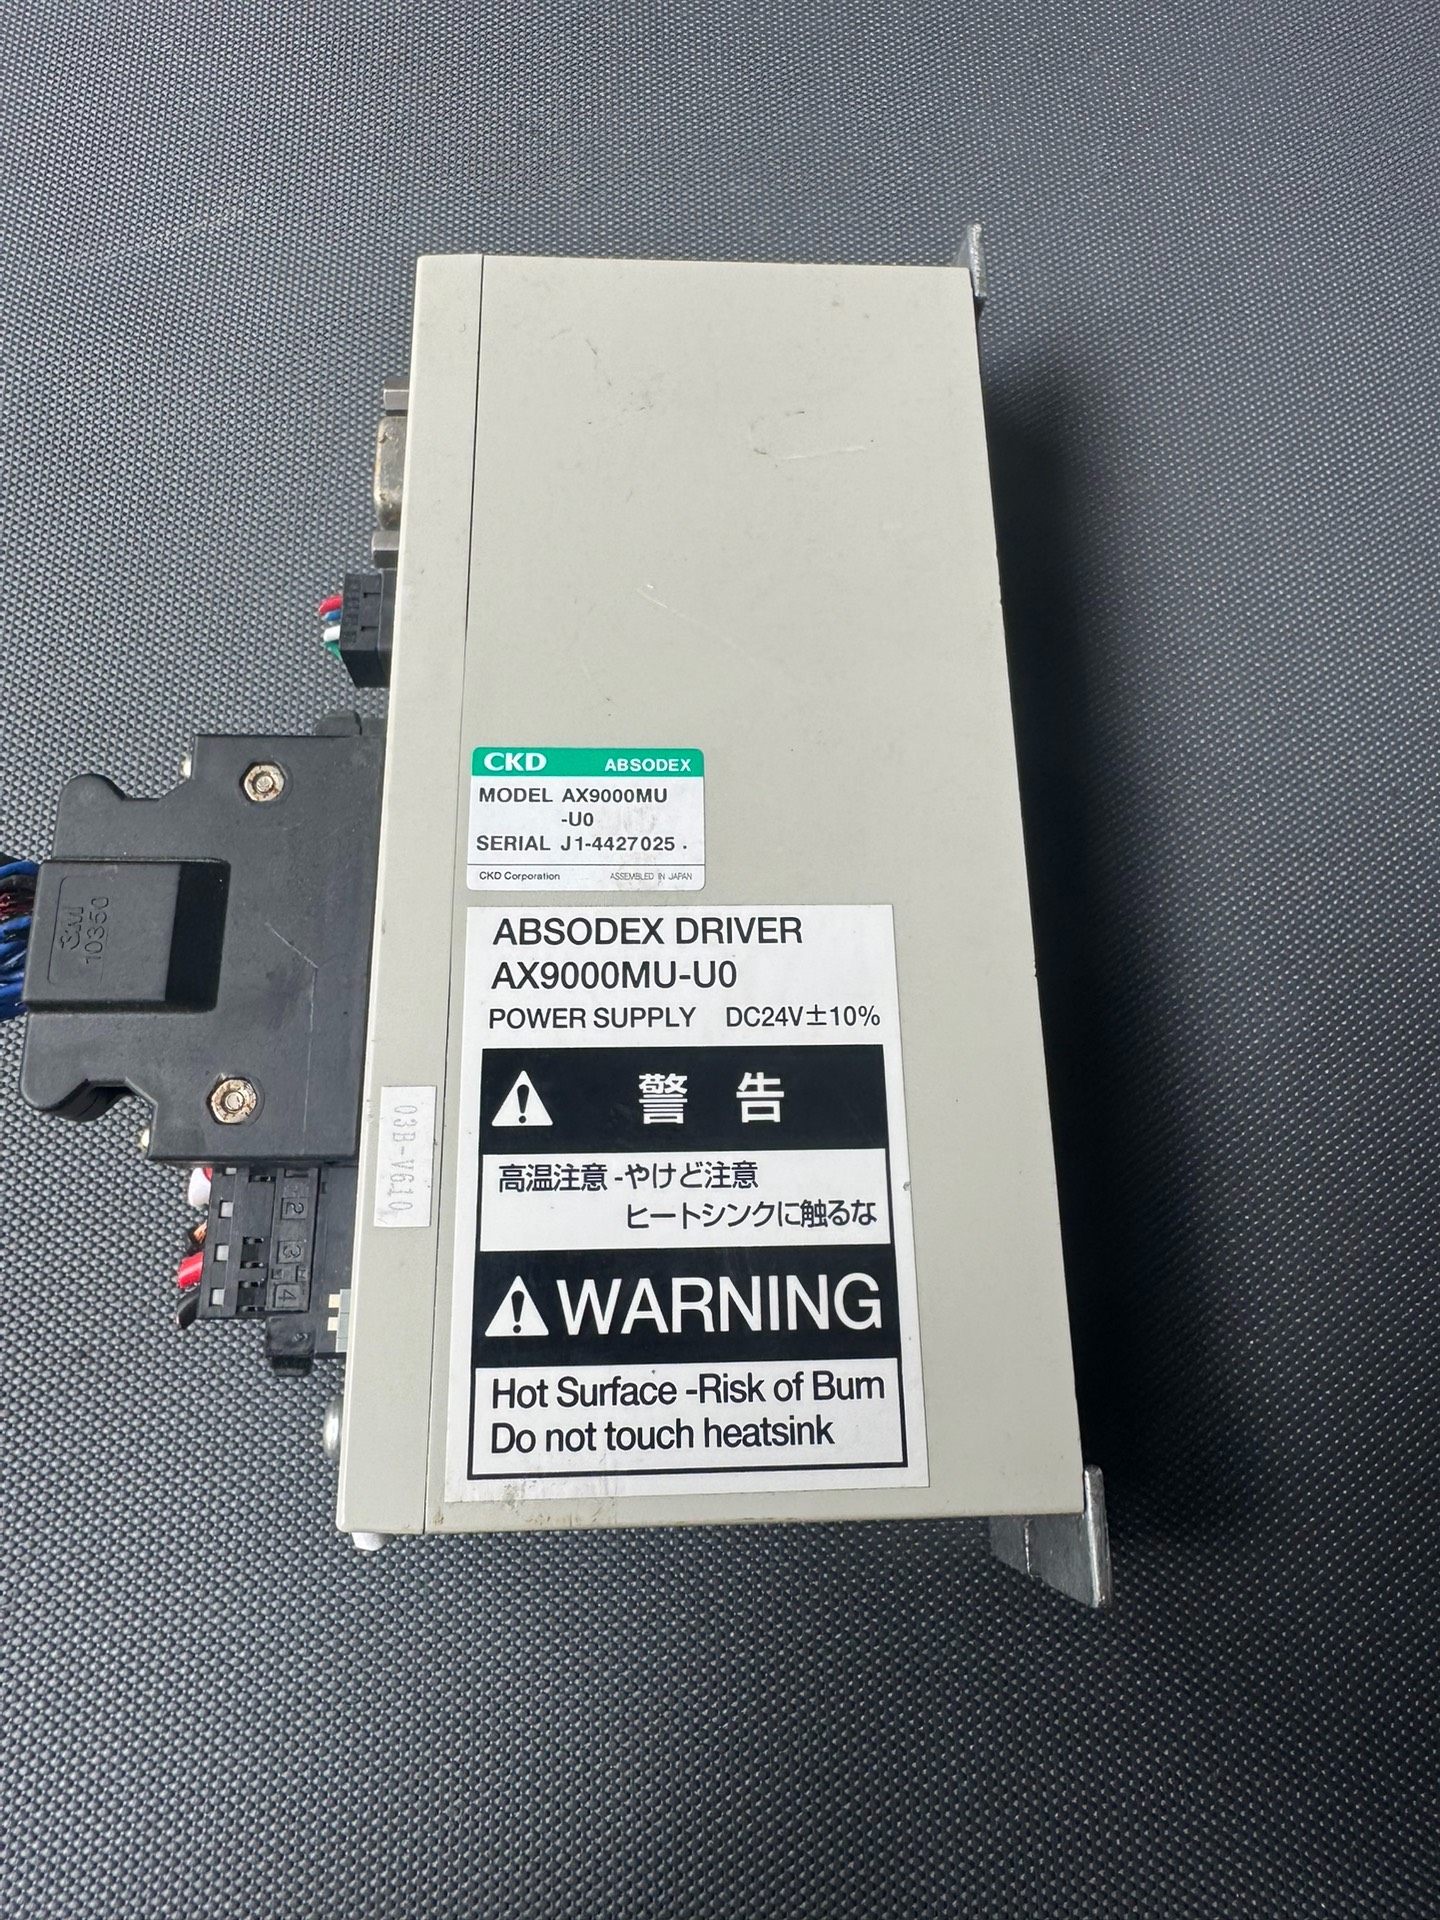 CKD ABSODEX
MODEL AX9000MU
-U0
SERIAL J1-4427025
CKD Corporation ASSEMBLED IN JAPAN
ABSODEX DRIVER
AX9000MU-U0
POWER SUPPLY DC24V±10%
警告
高温注意-やけど注意
ヒートシンクに触るな
WARNING
Hot Surface-Risk of Burn
Do not touch heatsink
03B-V610
3M
10350
2
3
4